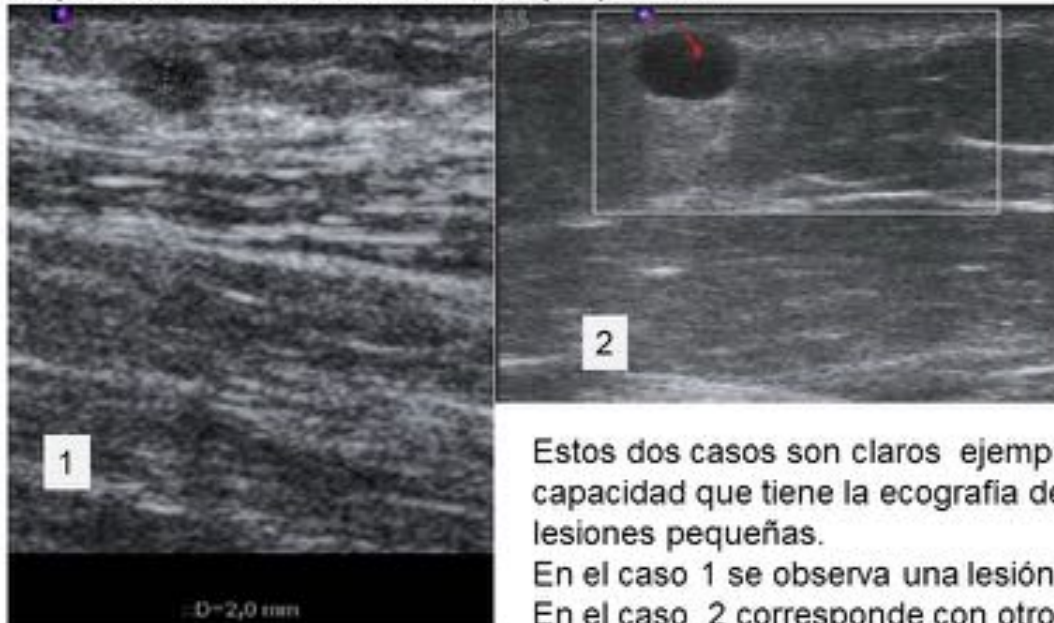 1
2
D=2,0 mm
Estos dos casos son claros ejemp
capacidad que tiene la ecografia de
lesiones pequeñas.
En el caso 1 se observa una lesión
En el caso 2 corresponde con otro